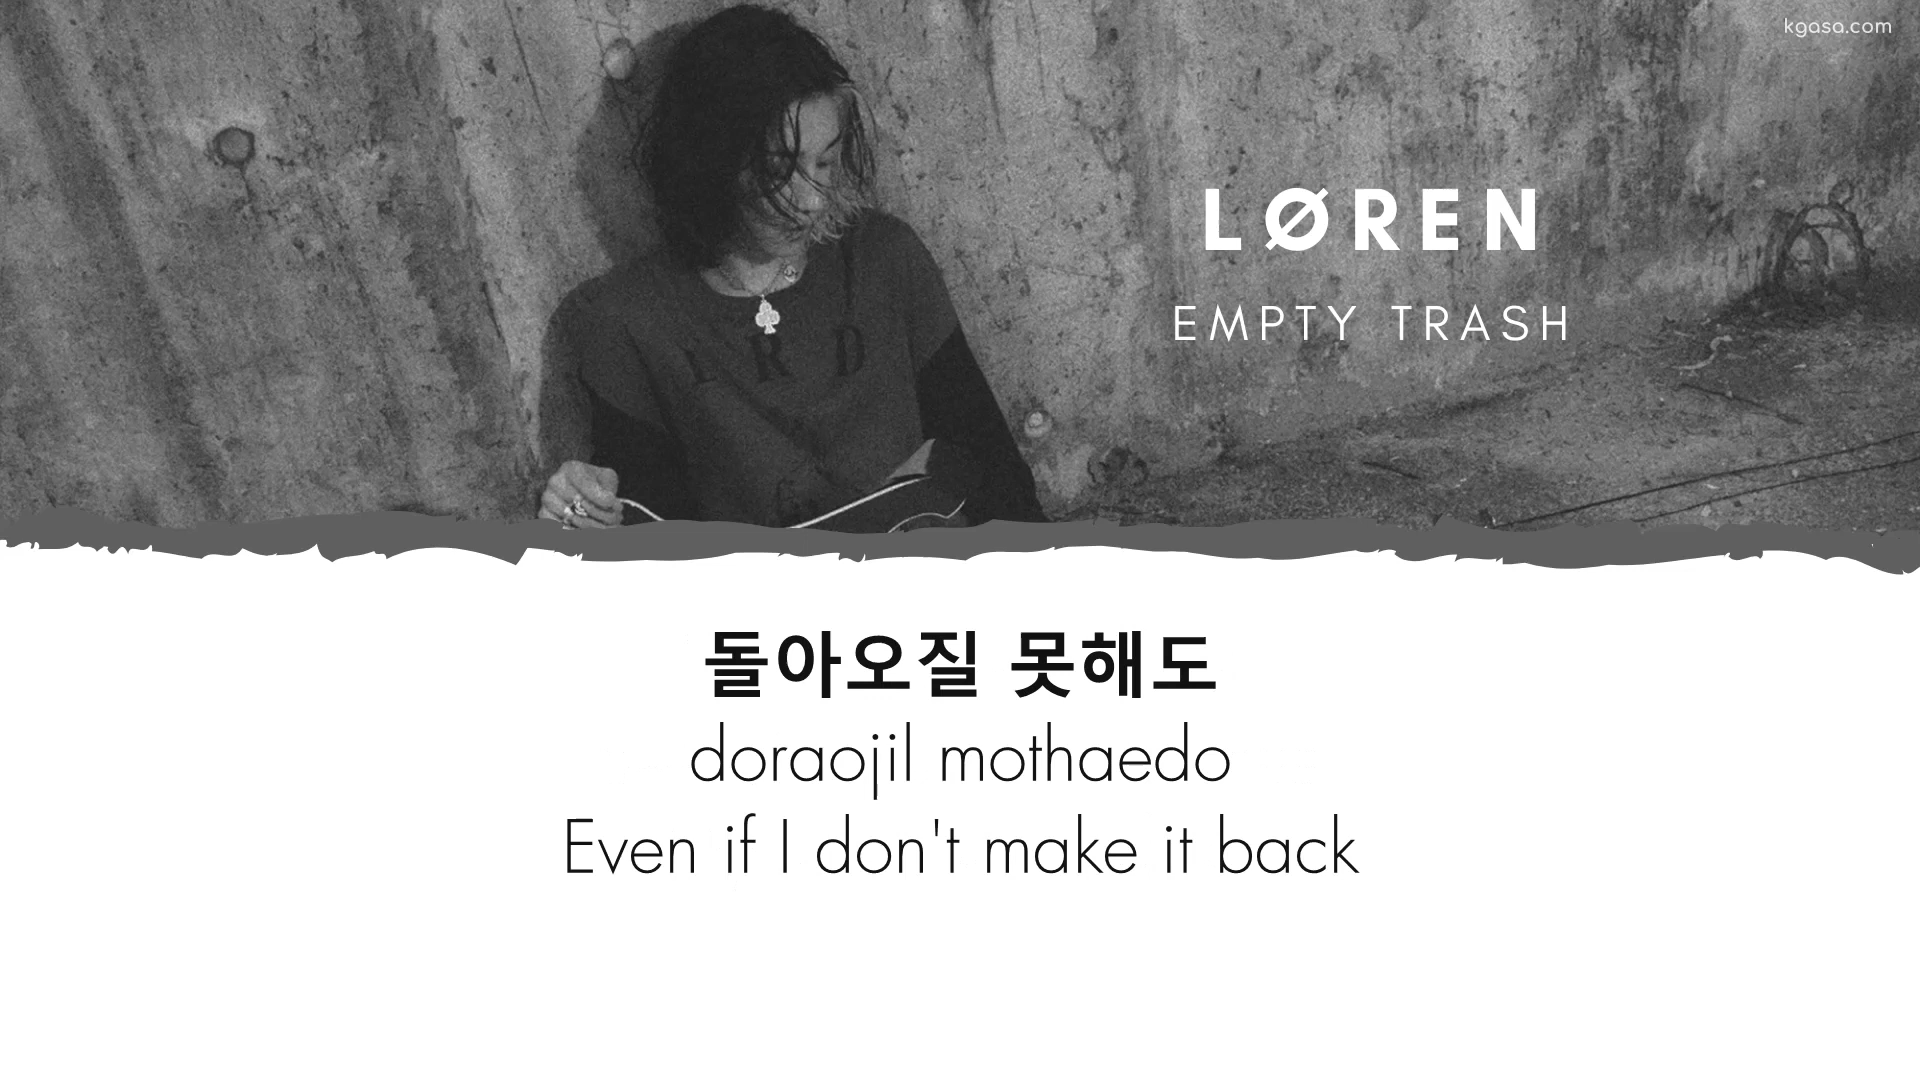 kgasa.com
LØREN
EMPTY TRASH
돌아오질 못해도
doraojil mothaedo
Even if I don't make it back